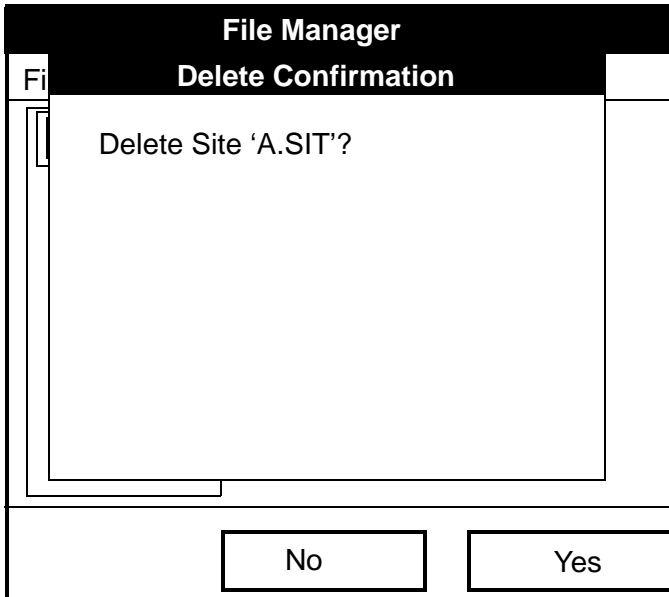 File Manager
Fi
Delete Confirmation
Delete Site ‘A.SIT’?
No
Yes